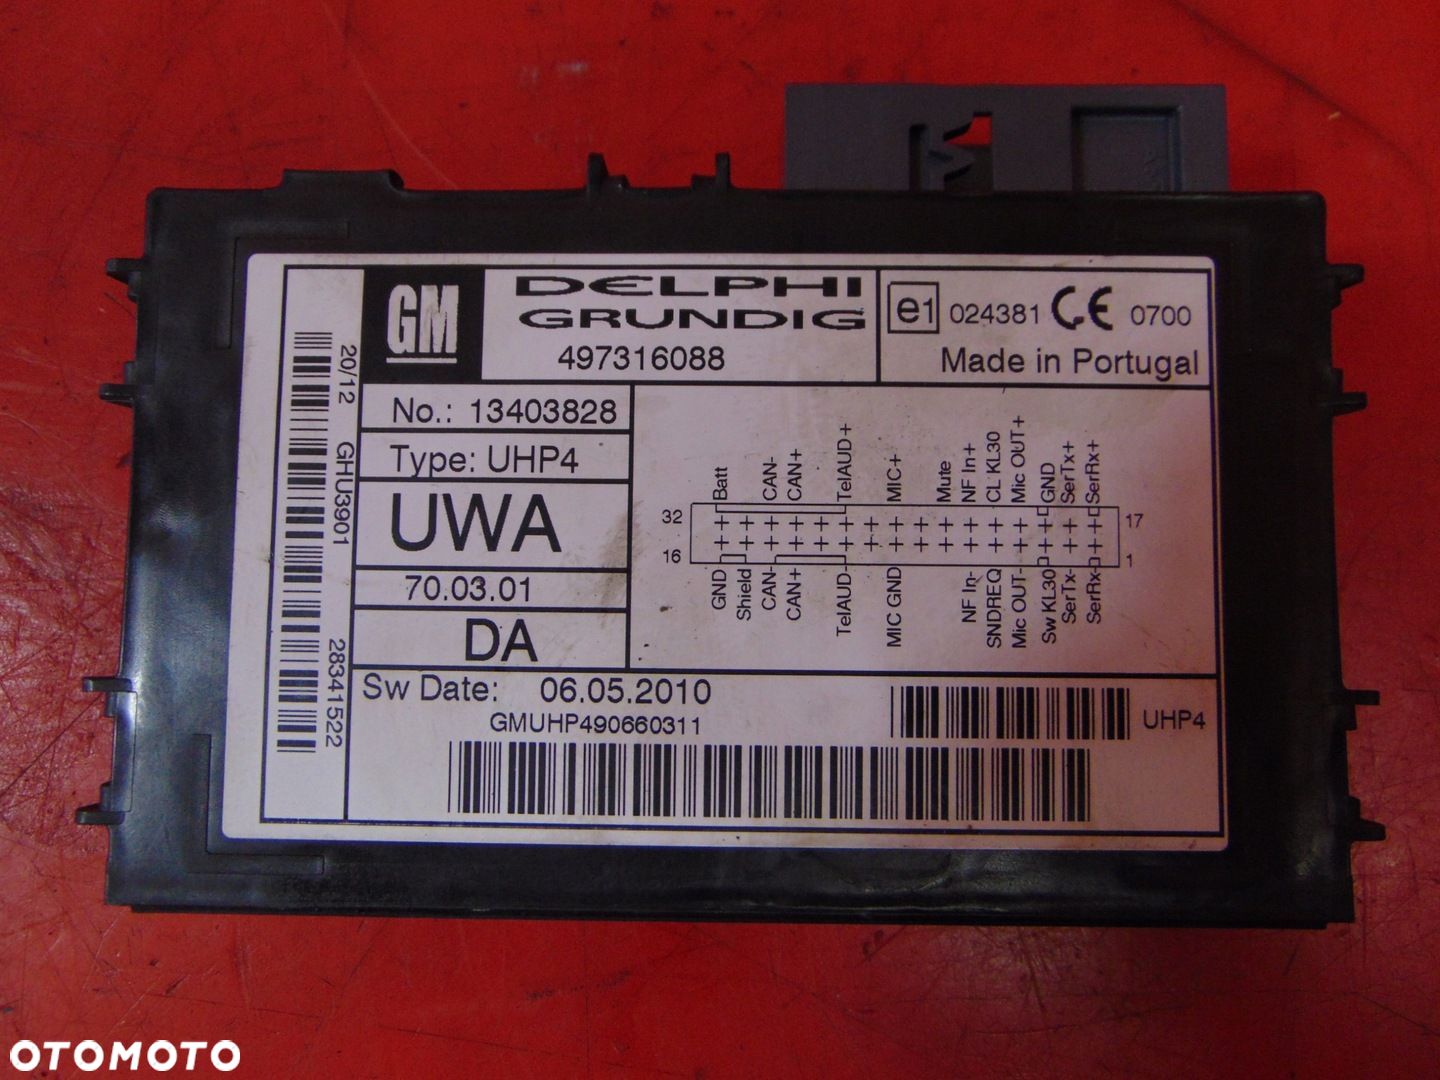 GM
DELPHI
GRUNDIG
497316088
e1 024381 CE 0700
Made in Portugal
No.: 13403828
Type: UHP4
UWA
70.03.01
DA
20/12 GHU3901 28341522
Batt CAN- CAN+ TelAUD+ MIC+ Mute NF In+ CL KL30 Mic OUT+ GND SerTx+ SerRx+
32 17
16 1
GND Shield CAN- CAN+ TelAUD- MIC GND NF In- SNDREQ Mic OUT- Sw KL30 SerTx- SerRx-
Sw Date: 06.05.2010
GMUHP490660311
UHP4
OTOMOTO